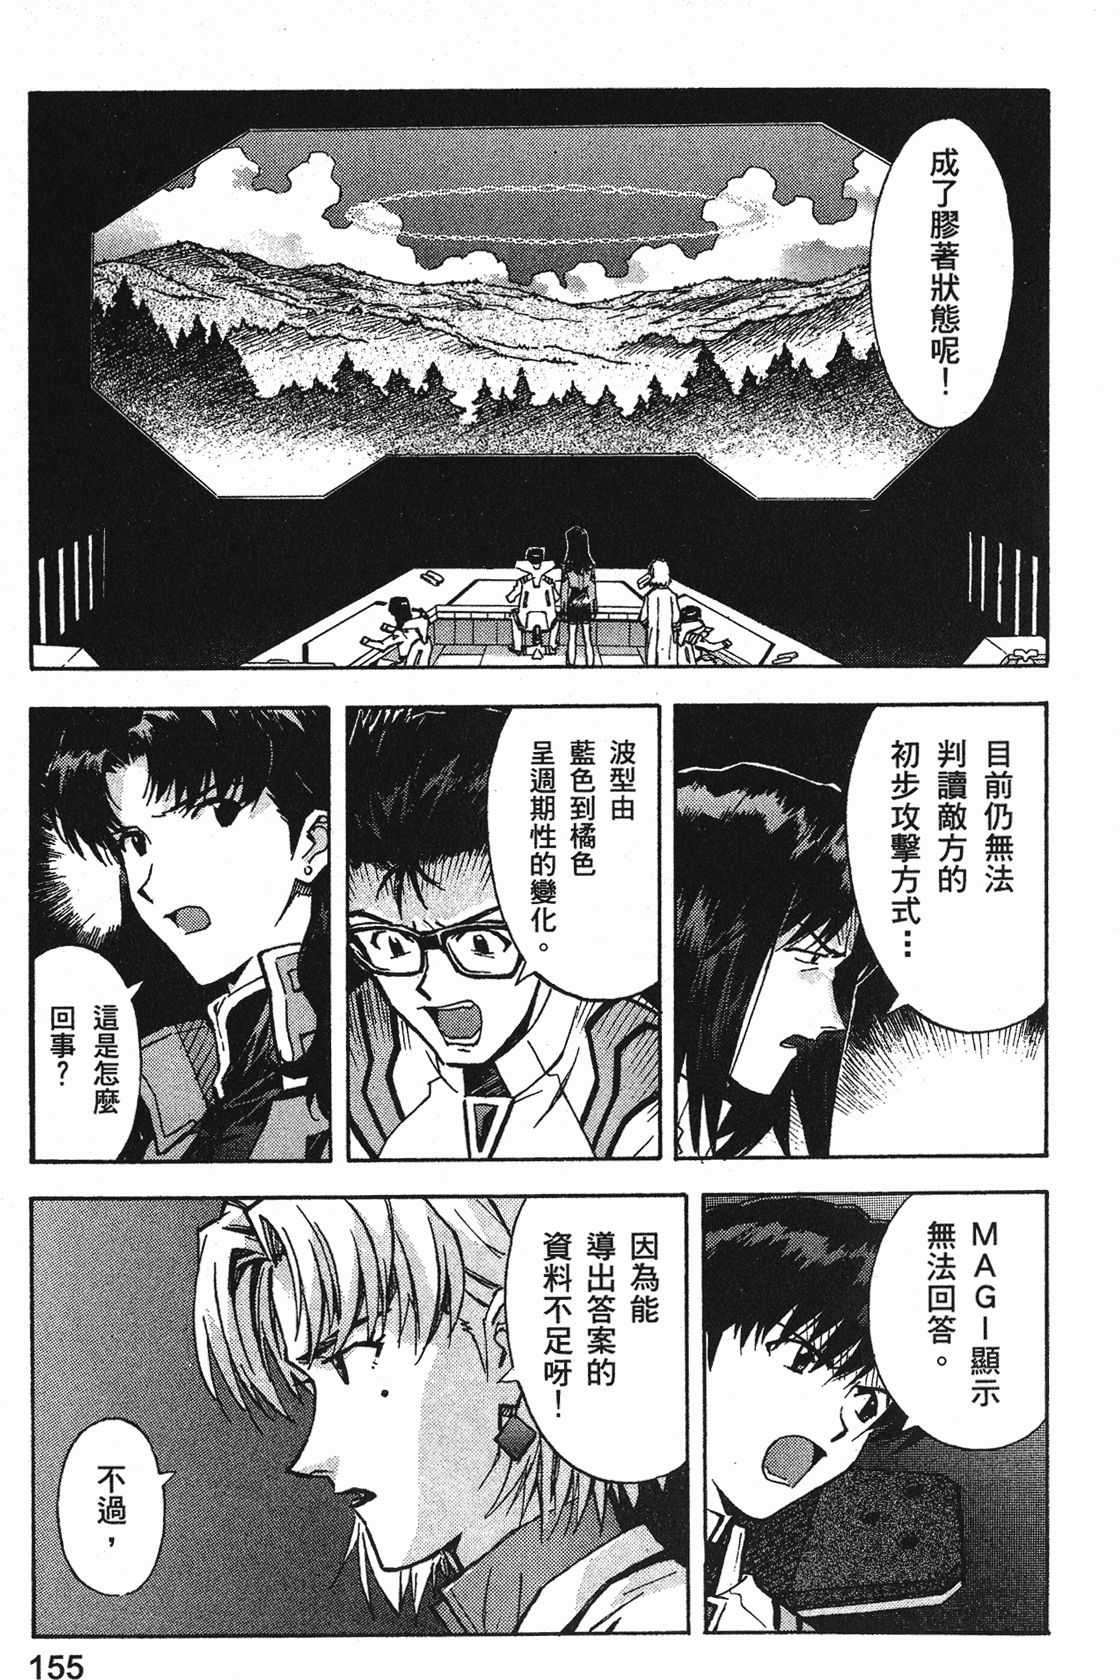 成了膠著狀態呢！
目前仍無法
判讀敵方的
初步攻擊方式…
波型由
藍色到橘色
呈週期性的變化。
這是怎麼
回事？
MAGI顯示
無法回答。
因為能
導出答案的
資料不足呀！
不過，
155